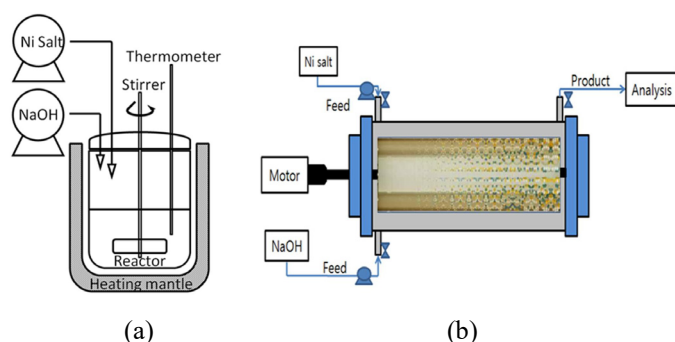 Ni Salt
Thermometer
Stirrer
NaOH
Reactor
Heating mantle
(a)
b)
Ni salt
Feed
Product
Analysis
Motor
NaOH
Feed
(b)